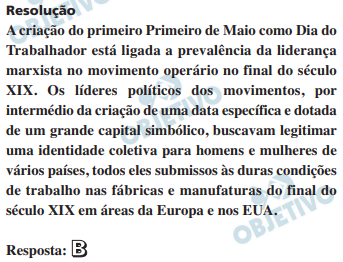 OBJETIVO
Resolução
A criação do primeiro Primeiro de Maio como Dia do
Trabalhador está ligada a prevalência da liderança
marxista no movimento operário no final do século
XIX. Os líderes políticos dos movimentos, por
intermédio da criação de uma data específica e dotada
de um grande capital simbólico, buscavam legitimar
uma identidade coletiva para homens e mulheres de
vários países, todos eles submissos às duras condições
de trabalho nas fábricas e manufaturas do final do
século XIX em áreas da Europa e nos EUA.
OBJETIVO
OBJETIVO
Resposta: B